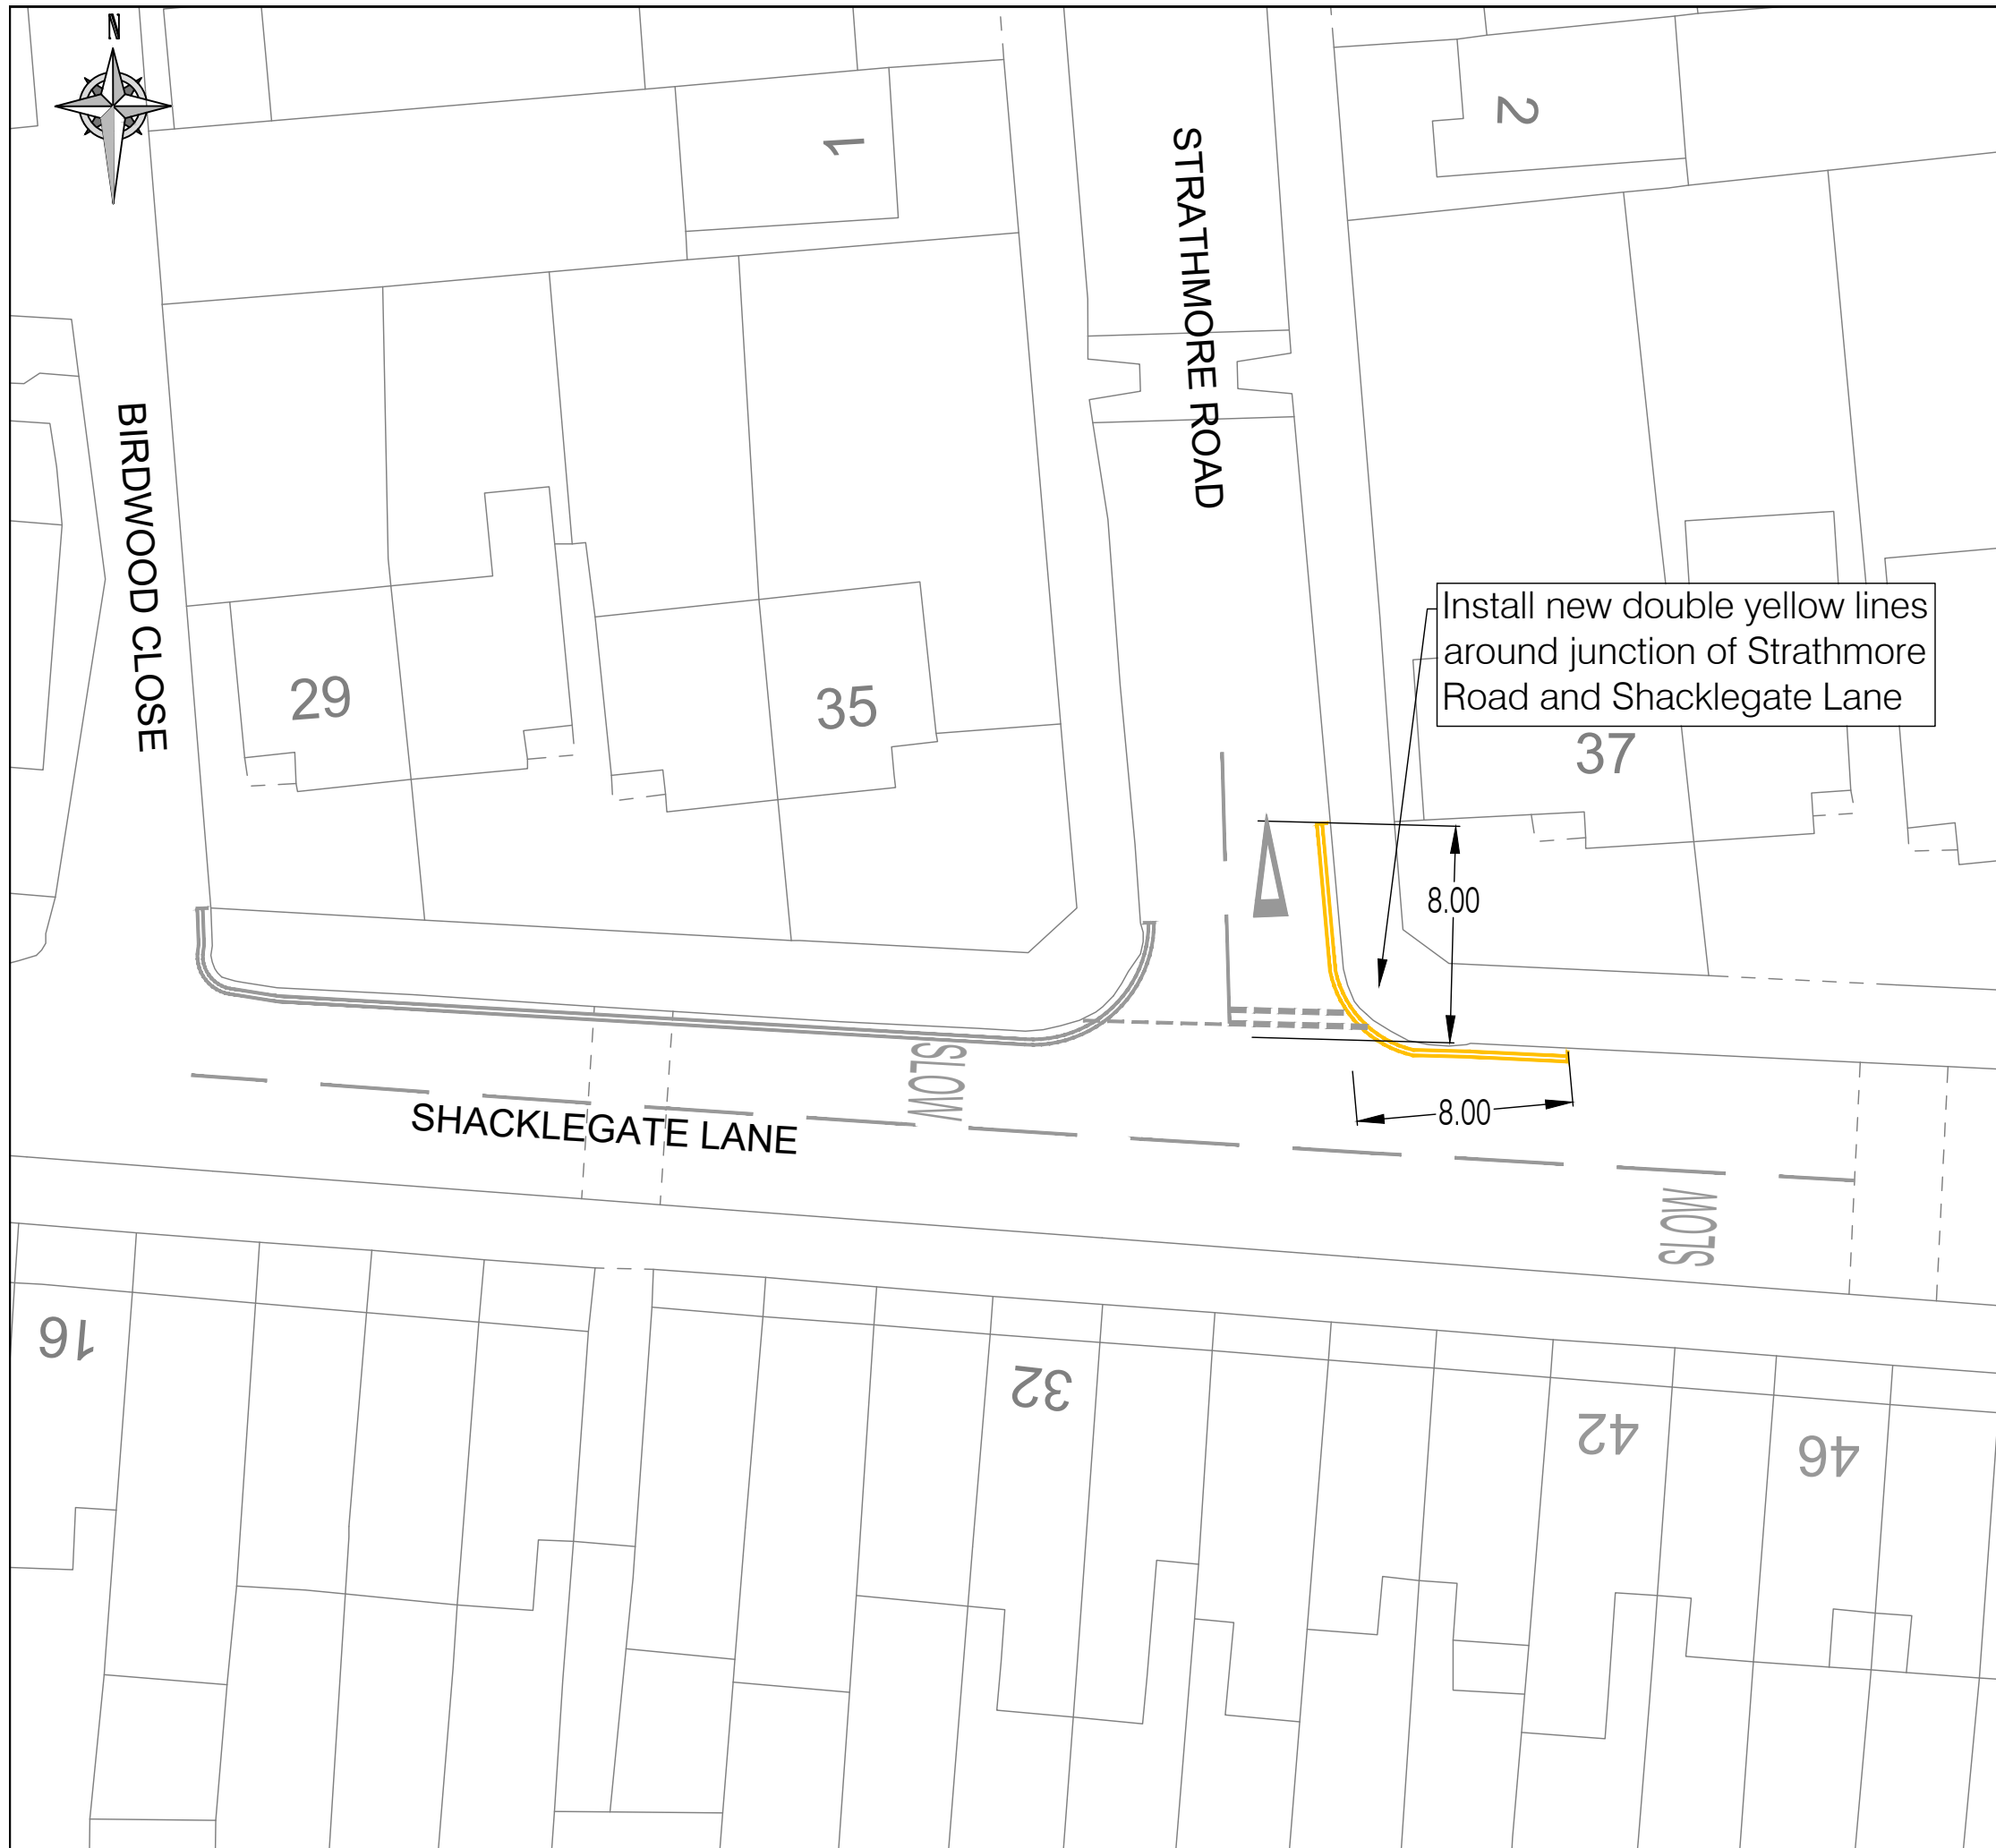 N
1
2
STRATHMORE ROAD
BIRDWOOD CLOSE
Install new double yellow lines
around junction of Strathmore
Road and Shacklegate Lane
29
35
37
8.00
SLOW
8.00
SHACKLEGATE LANE
SLOW
16
32
42
46